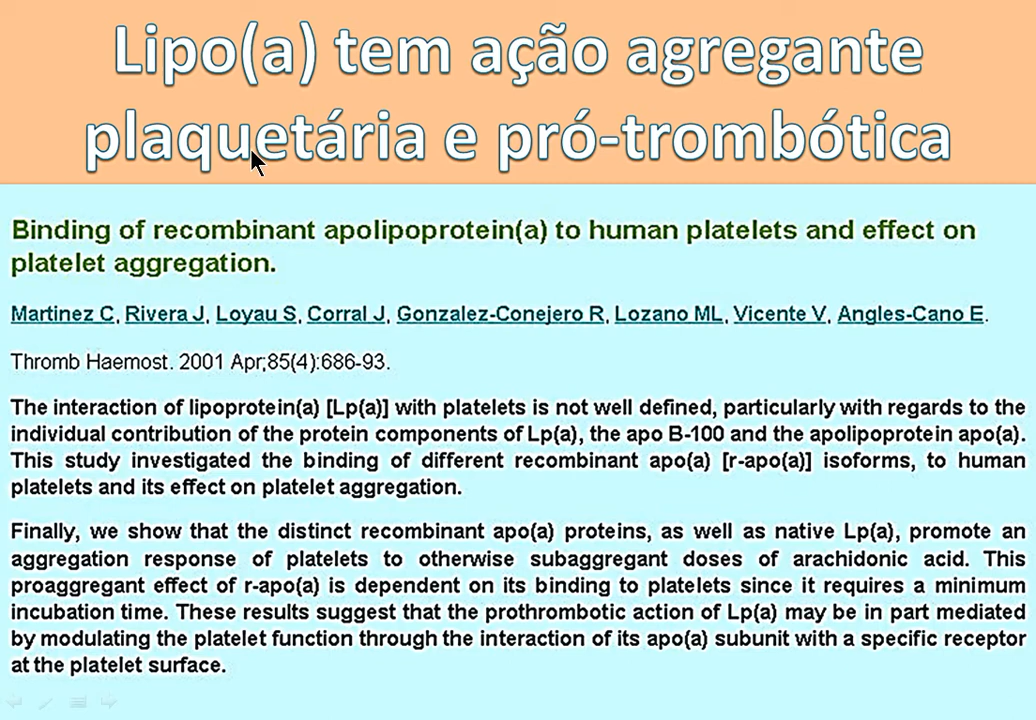 Lipo(a) tem ação agregante
plaquetária e pró-trombótica
Binding of recombinant apolipoprotein(a) to human platelets and effect on
platelet aggregation.
Martinez C, Rivera J, Loyau S, Corral J, Gonzalez-Conejero R, Lozano ML, Vicente V, Angles-Cano E.
Thromb Haemost. 2001 Apr;85(4):686-93.
The interaction of lipoprotein(a) [Lp(a)] with platelets is not well defined, particularly with regards to the
individual contribution of the protein components of Lp(a), the apo B-100 and the apolipoprotein apo(a).
This study investigated the binding of different recombinant apo(a) [r-apo(a)] isoforms, to human
platelets and its effect on platelet aggregation.
Finally, we show that the distinct recombinant apo(a) proteins, as well as native Lp(a), promote an
aggregation response of platelets to otherwise subaggregant doses of arachidonic acid. This
proaggregant effect of r-apo(a) is dependent on its binding to platelets since it requires a minimum
incubation time. These results suggest that the prothrombotic action of Lp(a) may be in part mediated
by modulating the platelet function through the interaction of its apo(a) subunit with a specific receptor
at the platelet surface.